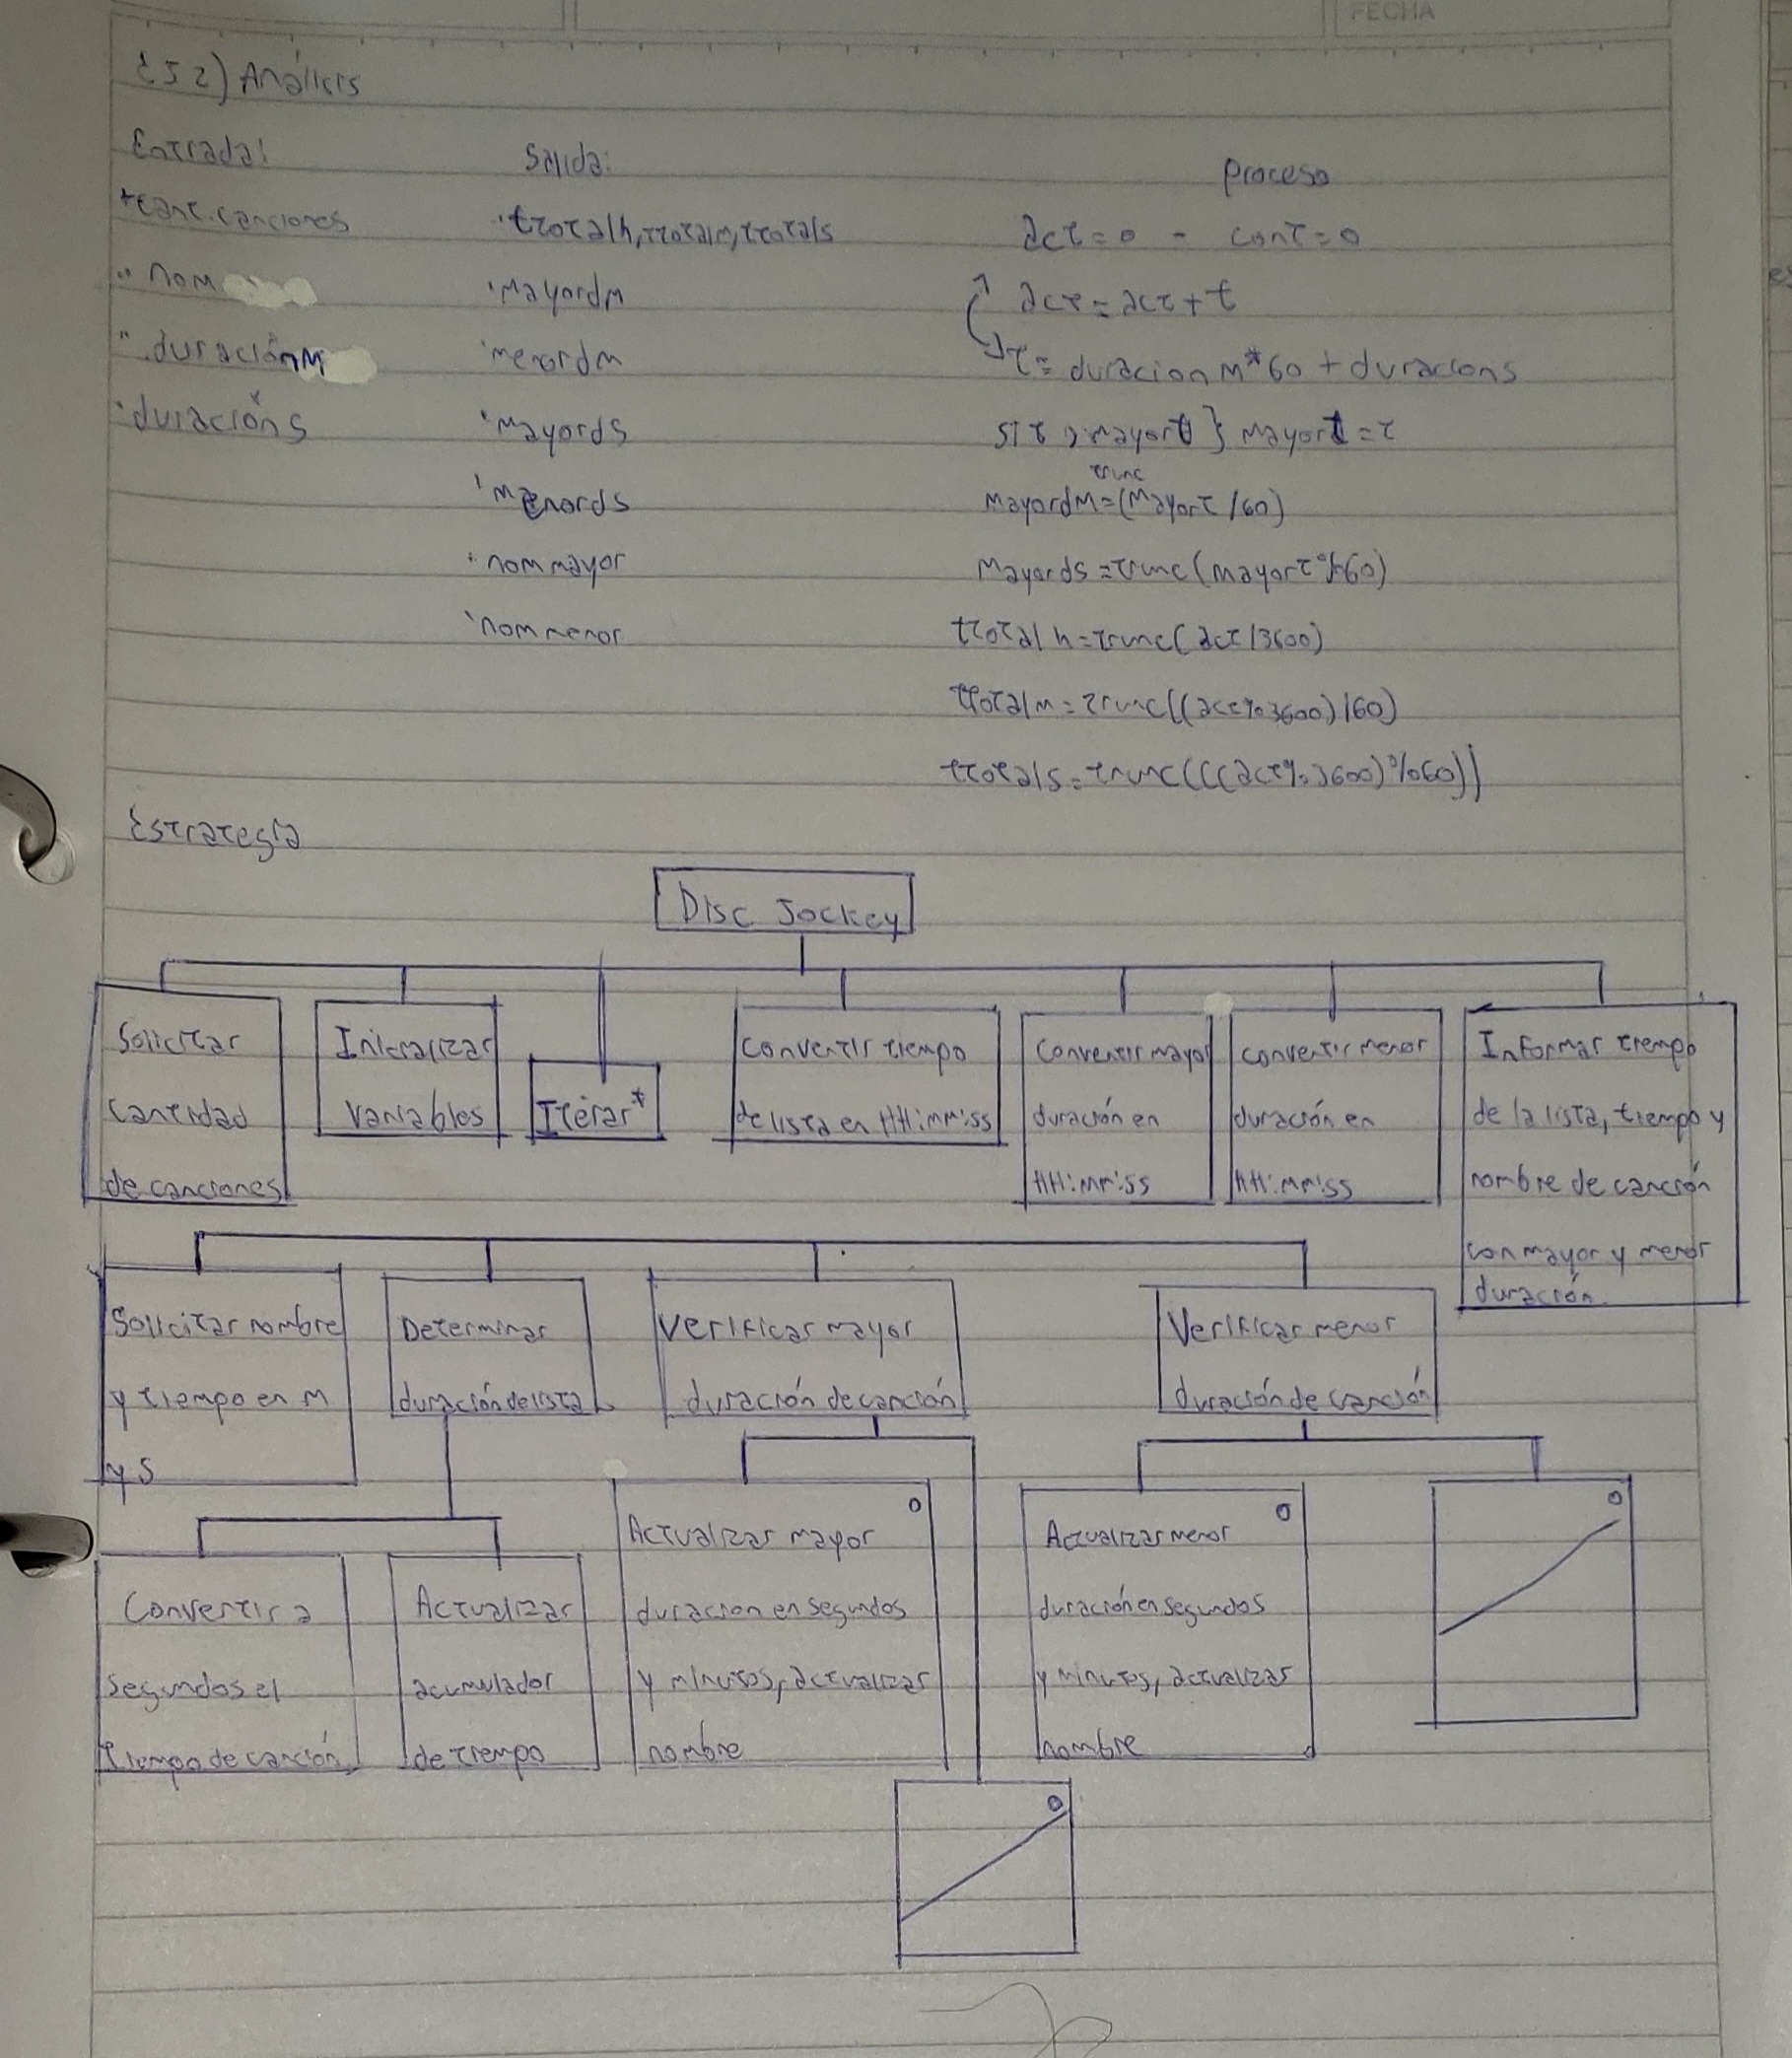 FECHA
Ej 2) Análisis
Entrada: Salida: Proceso
cant. canciones ttotalh, ttotalm, ttotals act=0 - cont=0
nom mayordm act=act+t
duraciónM menordm t= duracionM*60 + duracions
duracións mayords si t > mayort } mayort=t
menords mayordM=trunc(mayort/60)
nommayor mayords=trunc(mayort%60)
nommenor ttotalh=trunc(act/3600)
ttotalm=trunc((act%3600)/60)
ttotals=trunc(((act%3600)%60))
Estrategia
Disc Jockey
Solicitar
cantidad
de canciones
Inicializar
variables
Iterar*
Convertir tiempo
de lista en HH:mm:ss
Convertir mayor
duración en
HH:mm:ss
convertir menor
duración en
HH:mm:ss
Informar tiempo
de la lista, tiempo y
nombre de canción
con mayor y menor
duración.
Solicitar nombre
y tiempo en M
y S
Determinar
duración de lista
Verificar mayor
duración de canción
Verificar menor
duración de canción
Convertir a
segundos el
tiempo de canción
Actualizar
acumulador
de tiempo
o
Actualizar mayor
duracion en segundos
y minutos, actualizar
nombre
o
Actualizar menor
duración en segundos
y minutos, actualizar
nombre
o
o